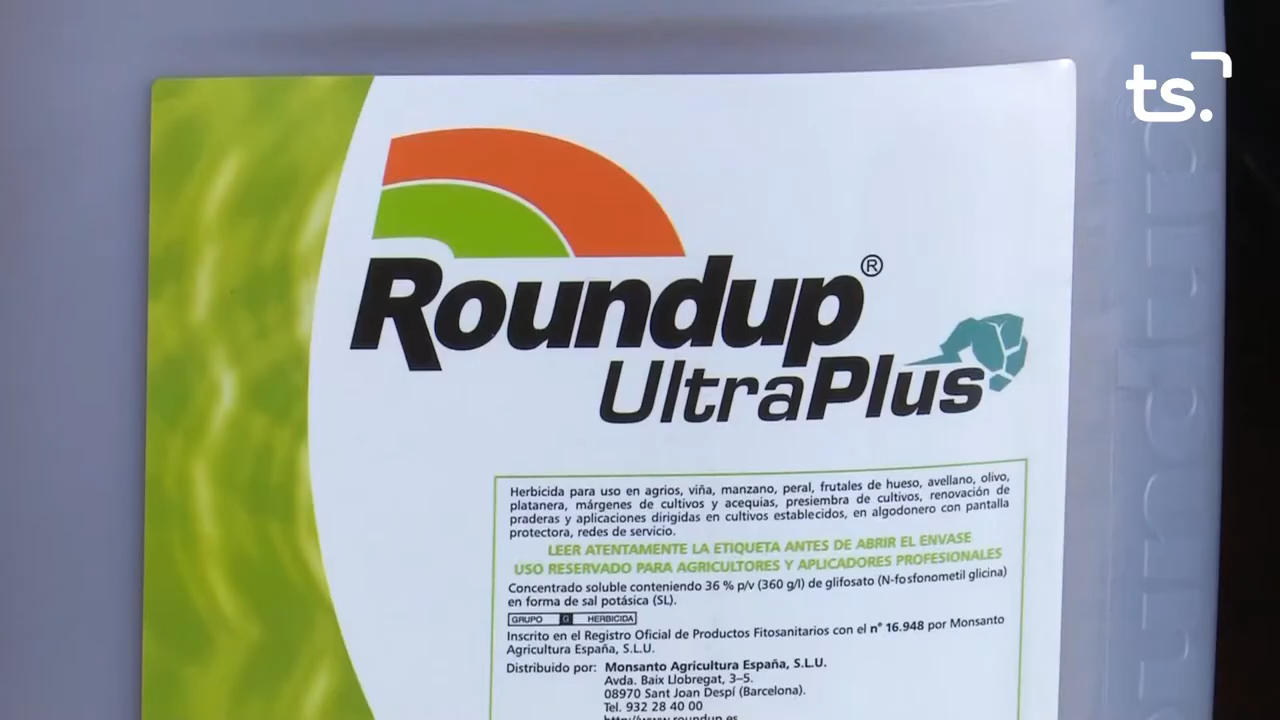 ts.
Roundup®
UltraPlus
Herbicida para uso en agrios, viña, manzano, peral, frutales de hueso, avellano, olivo,
platanera, márgenes de cultivos y acequias, presiembra de cultivos, renovación de
praderas y aplicaciones dirigidas en cultivos establecidos, en algodonero con pantalla
protectora, redes de servicio.
LEER ATENTAMENTE LA ETIQUETA ANTES DE ABRIR EL ENVASE
USO RESERVADO PARA AGRICULTORES Y APLICADORES PROFESIONALES
Concentrado soluble conteniendo 36 % p/v (360 g/l) de glifosato (N-fosfonometil glicina)
en forma de sal potásica (SL).
GRUPO G HERBICIDA
Inscrito en el Registro Oficial de Productos Fitosanitarios con el n° 16.948 por Monsanto
Agricultura España, S.L.U.
Distribuido por: Monsanto Agricultura España, S.L.U.
Avda. Baix Llobregat, 3–5.
08970 Sant Joan Despí (Barcelona).
Tel. 932 28 40 00
http://www.roundup.es